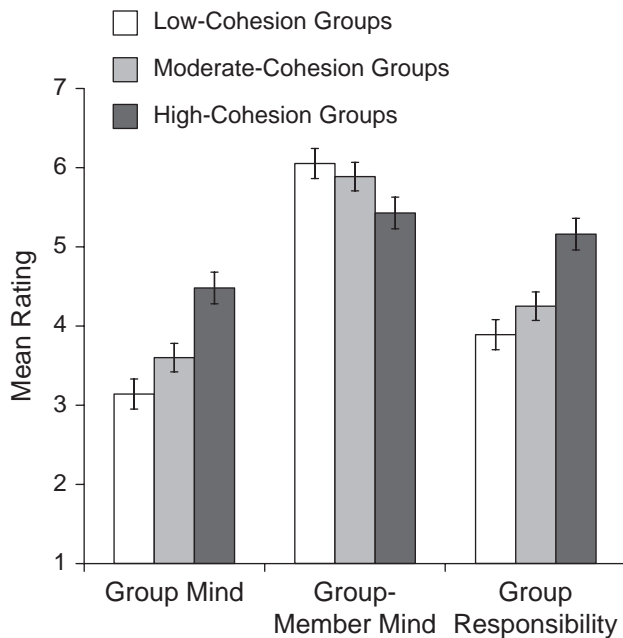 Low-Cohesion Groups
Moderate-Cohesion Groups
High-Cohesion Groups
7
6
5
4
3
2
1
Mean Rating
Group Mind
Group-
Member Mind
Group
Responsibility